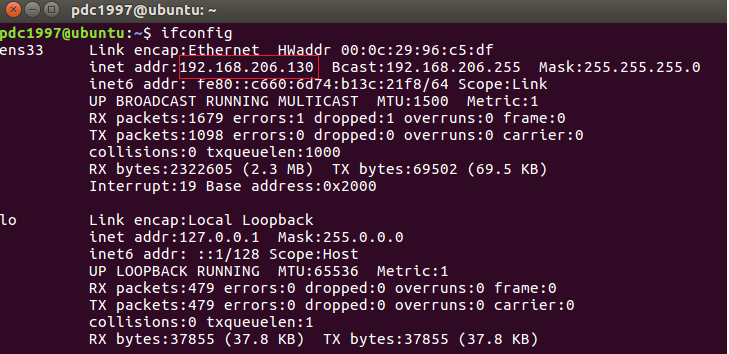 pdc1997@ubuntu: ~
pdc1997@ubuntu:~$ ifconfig
ens33     Link encap:Ethernet  HWaddr 00:0c:29:96:c5:df
          inet addr:192.168.206.130  Bcast:192.168.206.255  Mask:255.255.255.0
          inet6 addr: fe80::c660:6d74:b13c:21f8/64 Scope:Link
          UP BROADCAST RUNNING MULTICAST  MTU:1500  Metric:1
          RX packets:1679 errors:1 dropped:1 overruns:0 frame:0
          TX packets:1098 errors:0 dropped:0 overruns:0 carrier:0
          collisions:0 txqueuelen:1000
          RX bytes:2322605 (2.3 MB)  TX bytes:69502 (69.5 KB)
          Interrupt:19 Base address:0x2000
lo        Link encap:Local Loopback
          inet addr:127.0.0.1  Mask:255.0.0.0
          inet6 addr: ::1/128 Scope:Host
          UP LOOPBACK RUNNING  MTU:65536  Metric:1
          RX packets:479 errors:0 dropped:0 overruns:0 frame:0
          TX packets:479 errors:0 dropped:0 overruns:0 carrier:0
          collisions:0 txqueuelen:1
          RX bytes:37855 (37.8 KB)  TX bytes:37855 (37.8 KB)